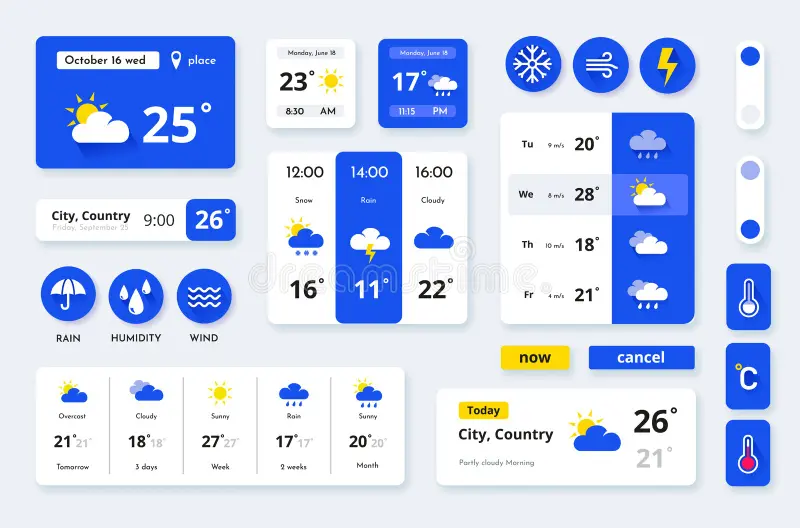 October 16 wed
place
25°
Monday, June 18
23°
8:30 AM
Monday, June 18
17°
11:15 PM
City, Country
Friday, September 25
9:00
26°
12:00
Snow
16°
14:00
Rain
11°
16:00
Cloudy
22°
Tu 9 m/s 20°
We 8 m/s 28°
Th 10 m/s 18°
Fr 4 m/s 21°
RAIN
HUMIDITY
WIND
now
cancel
°C
Overcast
21° 21°
Tomorrow
Cloudy
18° 18°
3 days
Sunny
27° 27°
Week
Rain
17° 17°
2 weeks
Sunny
20° 20°
Month
Today
City, Country
Partly cloudy Morning
26°
21°
dreamstime.com